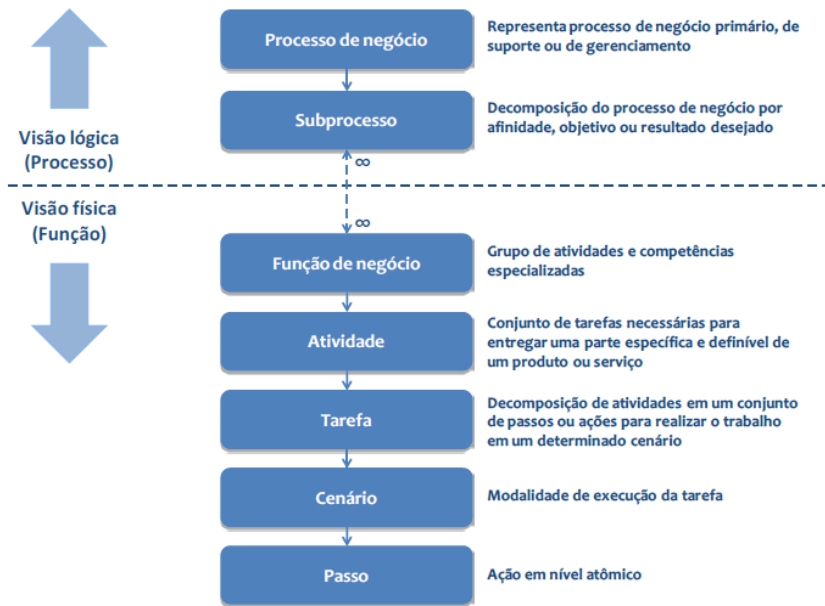 Processo de negócio
Representa processo de negócio primário, de
suporte ou de gerenciamento
Subprocesso
Decomposição do processo de negócio por
afinidade, objetivo ou resultado desejado
Visão lógica
(Processo)
∞
Visão física
(Função)
∞
Função de negócio
Grupo de atividades e competências
especializadas
Atividade
Conjunto de tarefas necessárias para
entregar uma parte específica e definível de
um produto ou serviço
Tarefa
Decomposição de atividades em um conjunto
de passos ou ações para realizar o trabalho
em um determinado cenário
Cenário
Modalidade de execução da tarefa
Passo
Ação em nível atômico